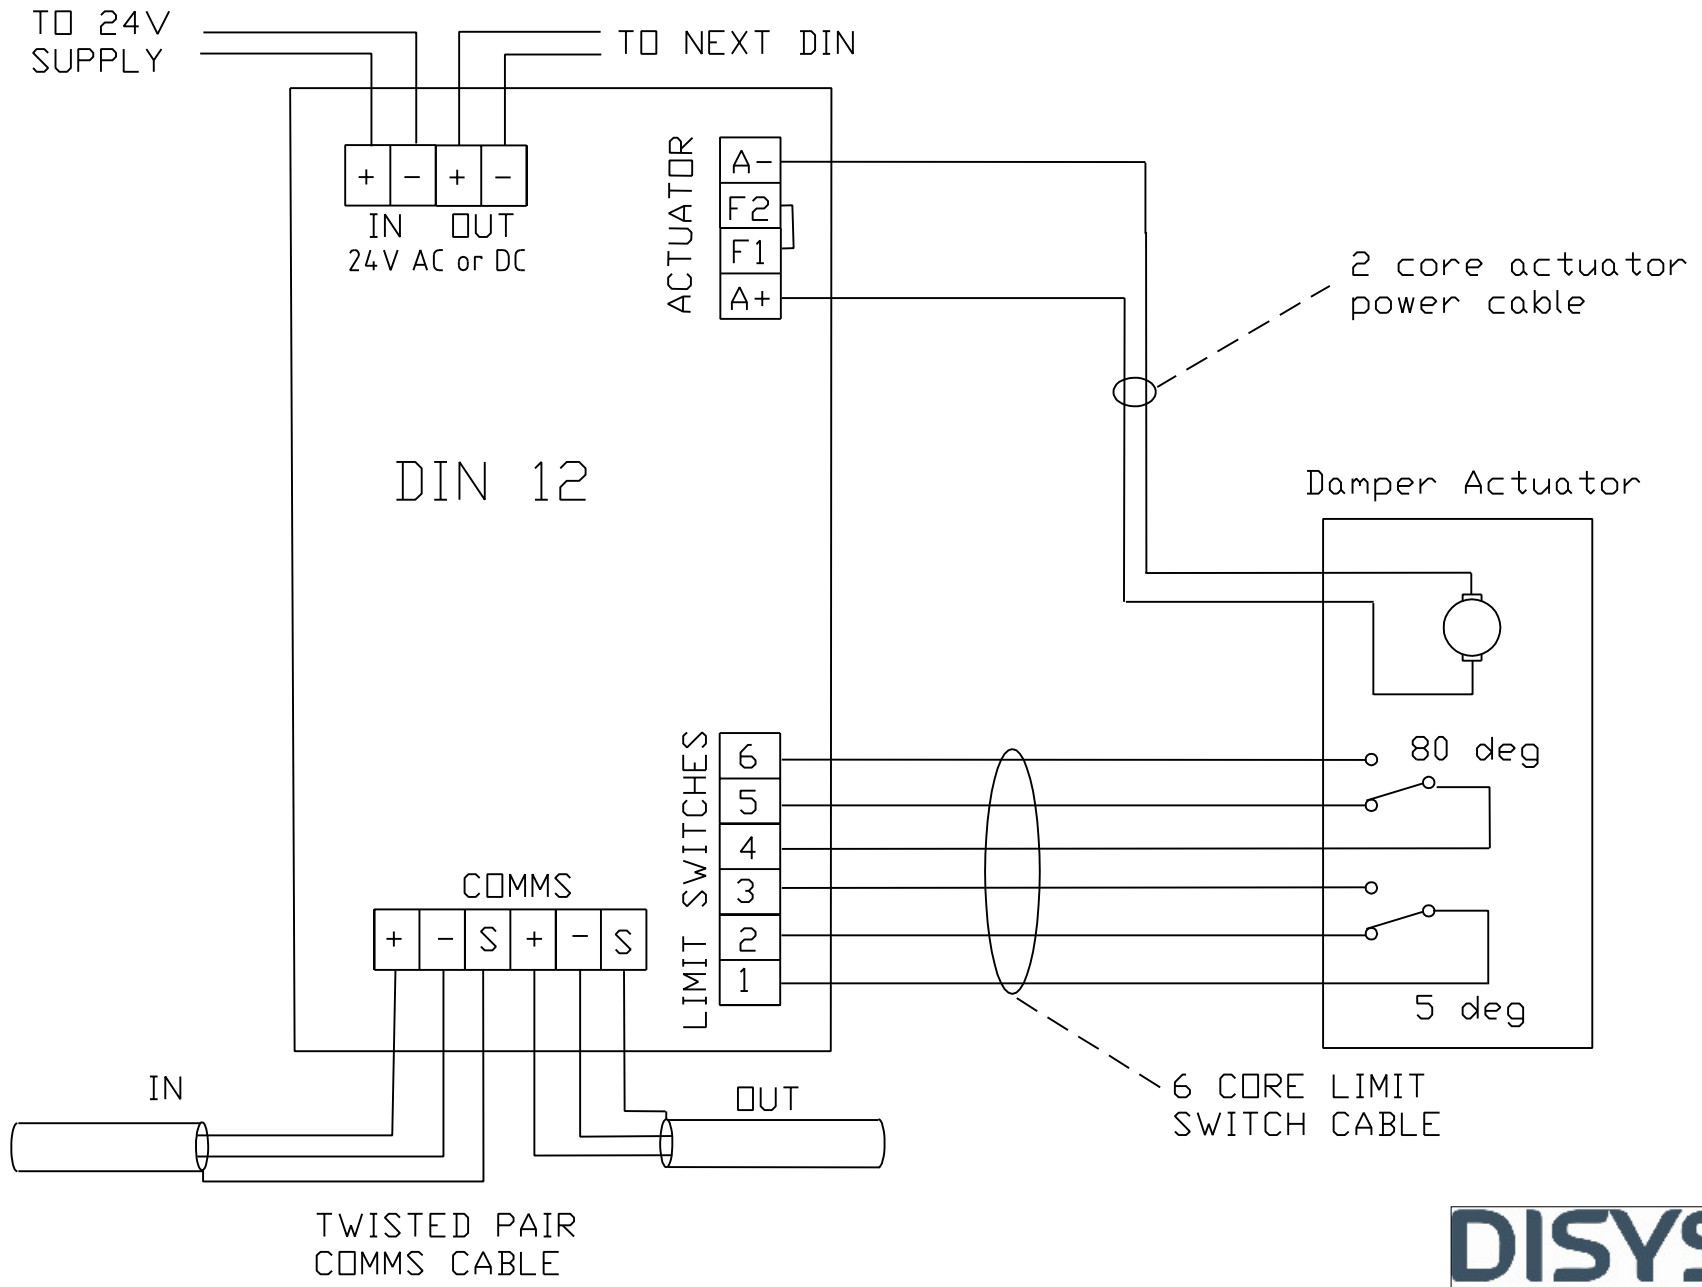 TO 24V
SUPPLY
TO NEXT DIN
+ - + -
IN OUT
24V AC or DC
ACTUATOR
A-
F2
F1
A+
2 core actuator
power cable
DIN 12
Damper Actuator
80 deg
5 deg
LIMIT SWITCHES
6
5
4
3
2
1
COMMS
+ - S + - S
IN
OUT
6 CORE LIMIT
SWITCH CABLE
TWISTED PAIR
COMMS CABLE
DISYS